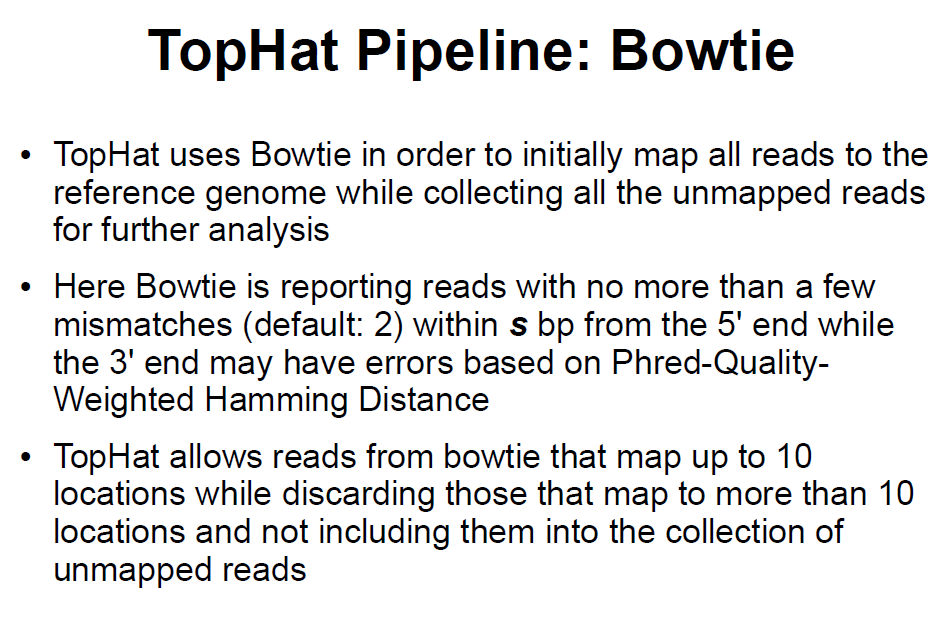 TopHat Pipeline: Bowtie
• TopHat uses Bowtie in order to initially map all reads to the
reference genome while collecting all the unmapped reads
for further analysis
• Here Bowtie is reporting reads with no more than a few
mismatches (default: 2) within s bp from the 5' end while
the 3' end may have errors based on Phred-Quality-
Weighted Hamming Distance
• TopHat allows reads from bowtie that map up to 10
locations while discarding those that map to more than 10
locations and not including them into the collection of
unmapped reads